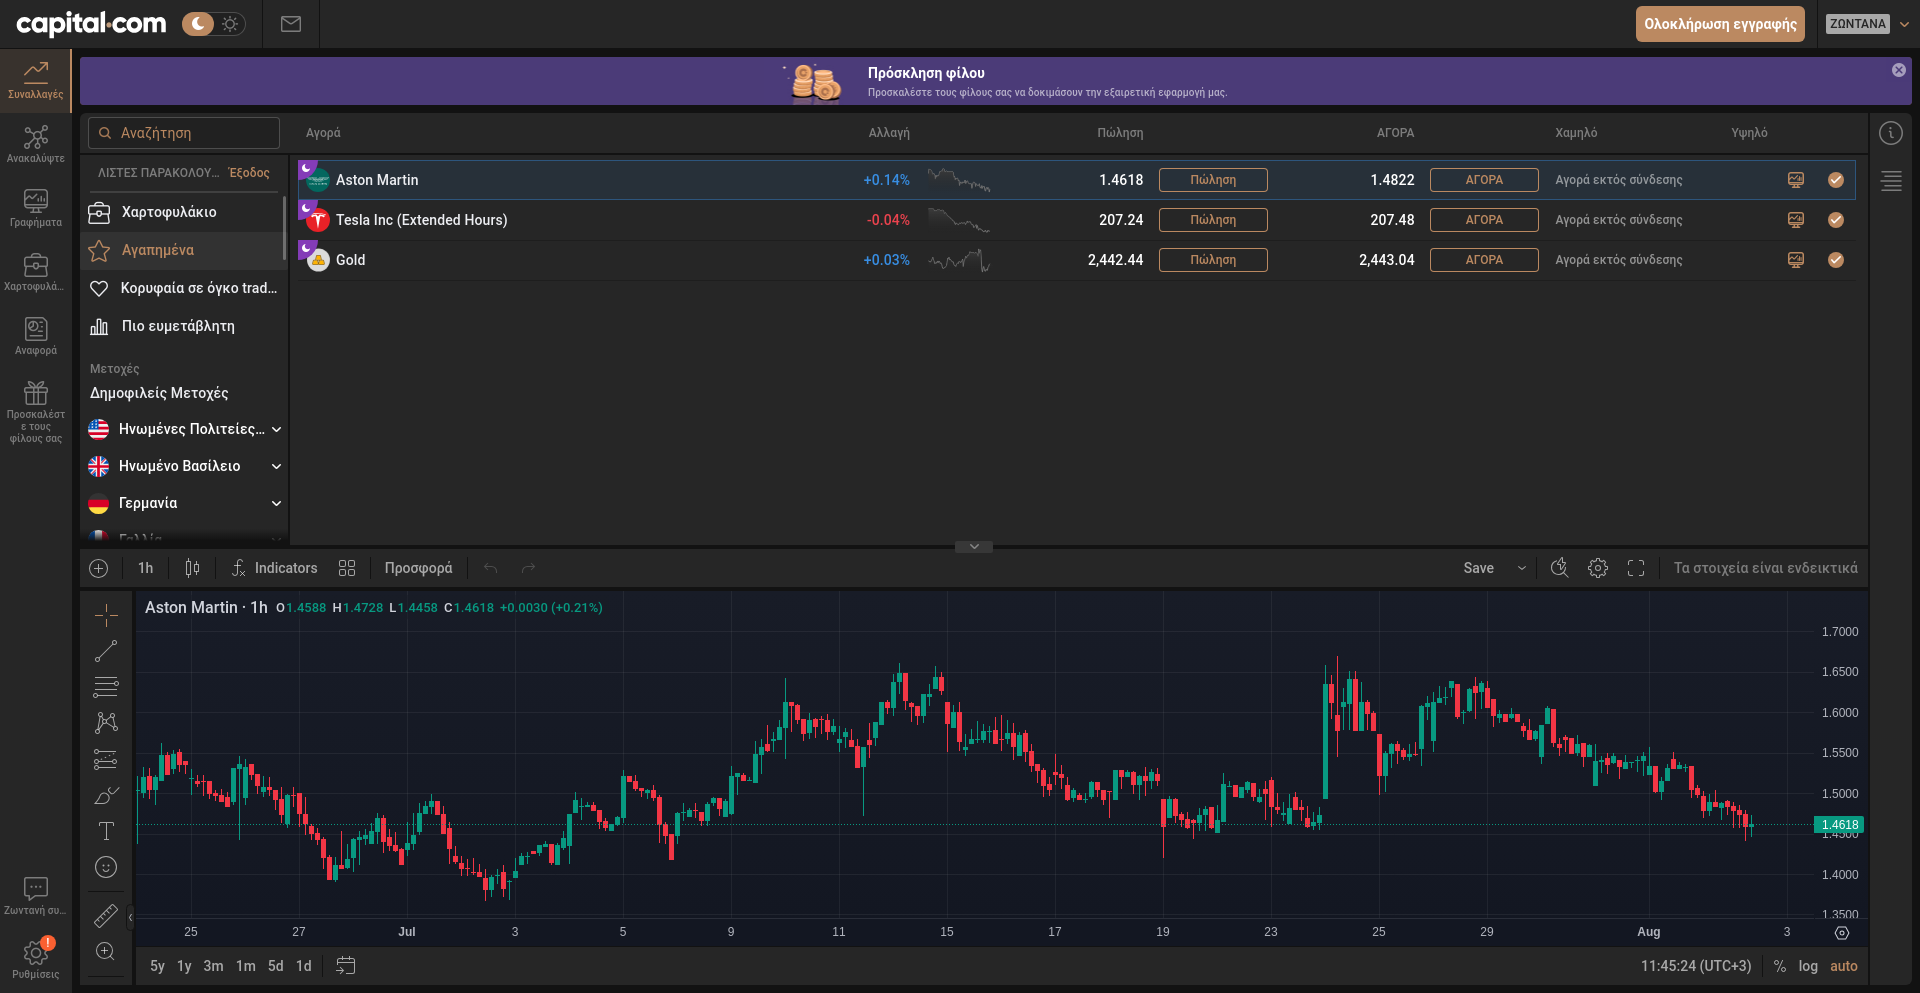 capital.com
Ολοκλήρωση εγγραφής
ΖΩΝΤΑΝΑ
Συναλλαγές
Ανακαλύψτε
Γραφήματα
Χαρτοφυλά...
Αναφορά
Προσκαλέστ
ε τους
φίλους σας
Ζωντανή συ...
Ρυθμίσεις
Πρόσκληση φίλου
Προσκαλέστε τους φίλους σας να δοκιμάσουν την εξαιρετική εφαρμογή μας.
Αναζήτηση
Αγορά Αλλαγή Πώληση ΑΓΟΡΑ Χαμηλό Υψηλό
ΛΙΣΤΕΣ ΠΑΡΑΚΟΛΟΥ... Έξοδος
Χαρτοφυλάκιο
Αγαπημένα
Κορυφαία σε όγκο trad...
Πιο ευμετάβλητη
Μετοχές
Δημοφιλείς Μετοχές
Ηνωμένες Πολιτείες...
Ηνωμένο Βασίλειο
Γερμανία
Γαλλία
Aston Martin +0.14% 1.4618 Πώληση 1.4822 ΑΓΟΡΑ Αγορά εκτός σύνδεσης
Tesla Inc (Extended Hours) -0.04% 207.24 Πώληση 207.48 ΑΓΟΡΑ Αγορά εκτός σύνδεσης
Gold +0.03% 2,442.44 Πώληση 2,443.04 ΑΓΟΡΑ Αγορά εκτός σύνδεσης
1h Indicators Προσφορά Save Τα στοιχεία είναι ενδεικτικά
Aston Martin · 1h O1.4588 H1.4728 L1.4458 C1.4618 +0.0030 (+0.21%)
1.7000
1.6500
1.6000
1.5500
1.5000
1.4618
1.4500
1.4000
1.3500
25 27 Jul 3 5 9 11 15 17 19 23 25 29 Aug 3
5y 1y 3m 1m 5d 1d 11:45:24 (UTC+3) % log auto